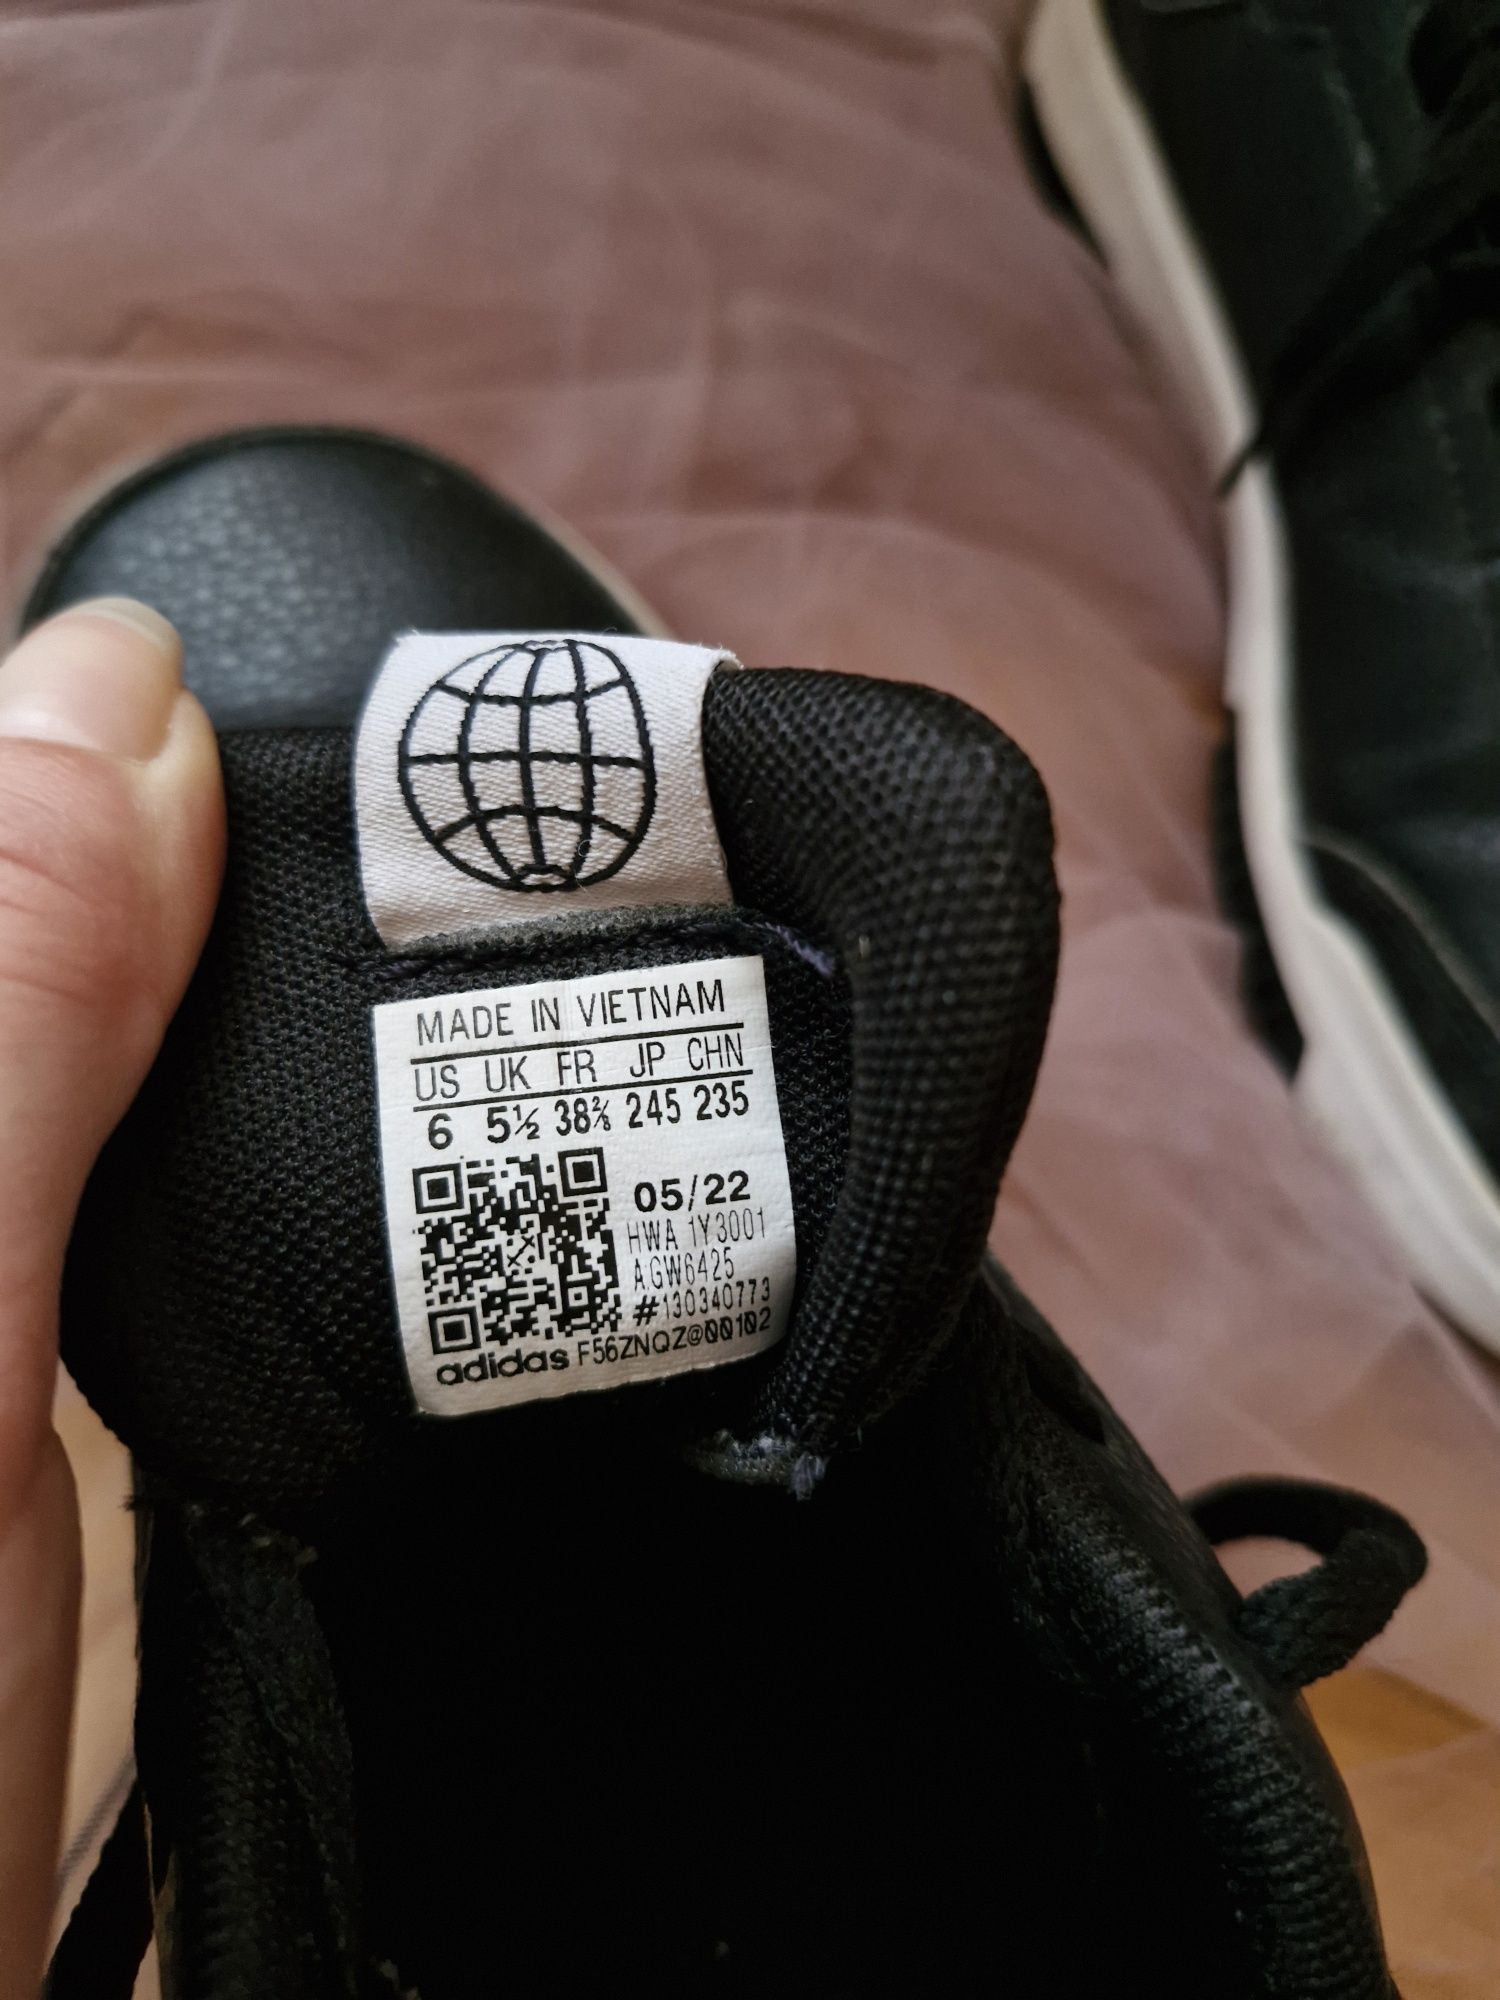 MADE IN VIETNAM
US UK FR JP CHN
6 5½ 38⅔ 245 235
05/22
HWA 1Y3001
AGW6425
#130340773
adidas F56ZNQZ@00102